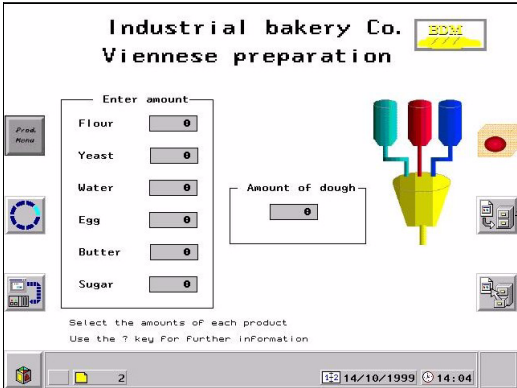 Industrial bakery Co.
BDM
Viennese preparation
Enter amount
Flour 0
Yeast 0
Water 0
Egg 0
Butter 0
Sugar 0
Amount of dough
0
Prod.
Menu
Select the amounts of each product
Use the ? key for further information
2
1-2 14/10/1999 14:04